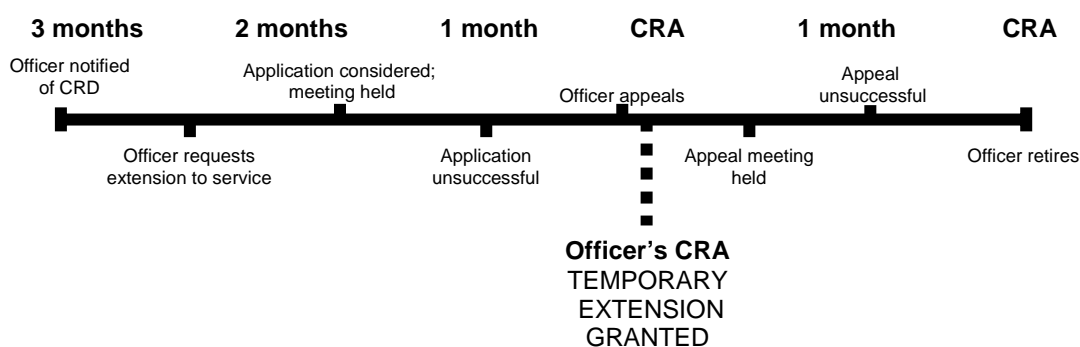 3 months 2 months 1 month CRA 1 month CRA
Officer notified
of CRD
Application considered;
meeting held
Officer appeals
Appeal
unsuccessful
Officer requests
extension to service
Application
unsuccessful
Appeal meeting
held
Officer retires
Officer’s CRA
TEMPORARY
EXTENSION
GRANTED